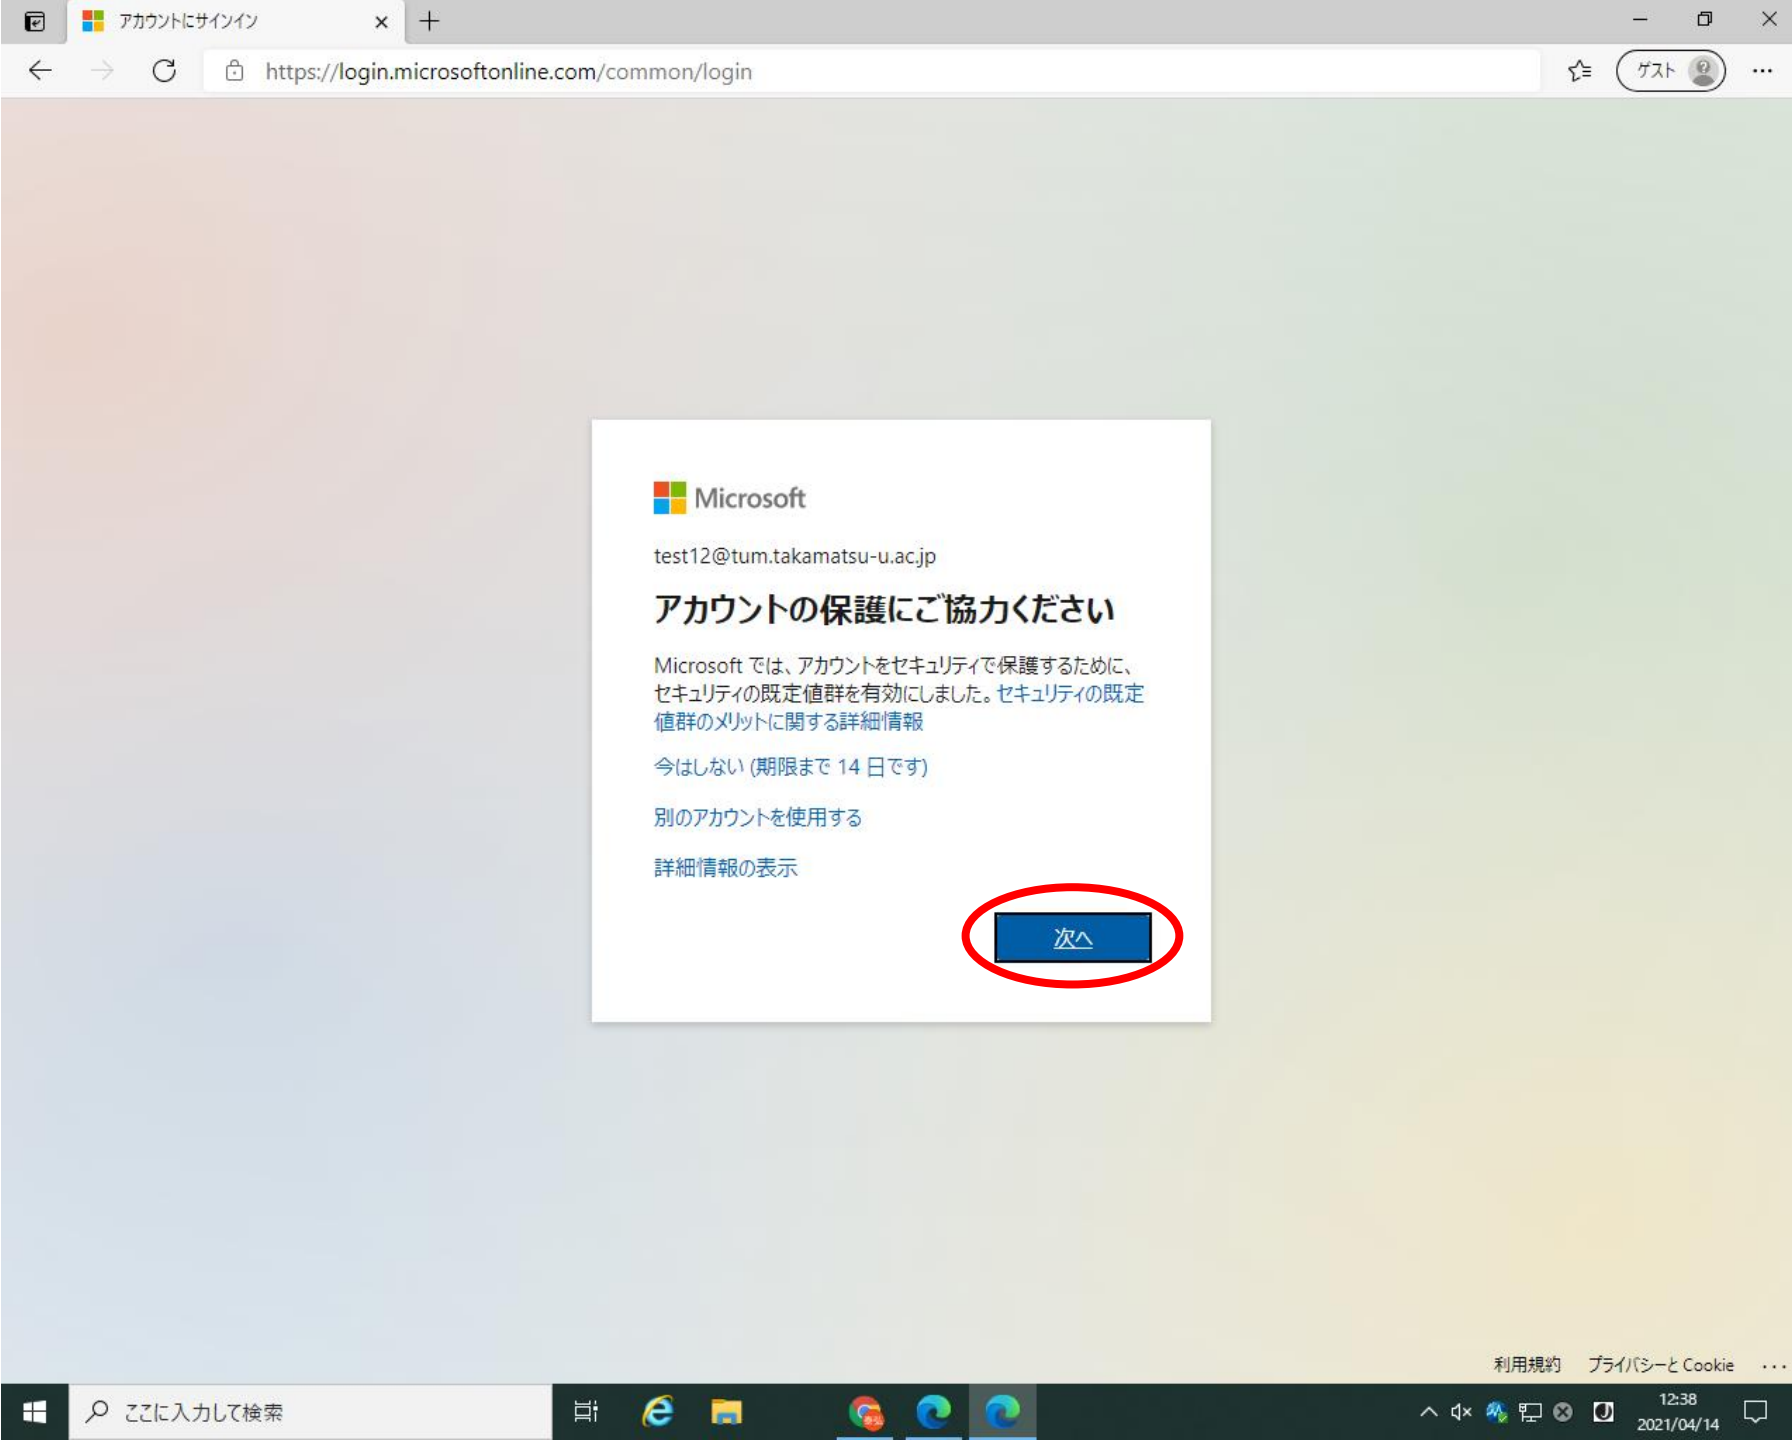 アカウントにサインイン
https://login.microsoftonline.com/common/login
ゲスト
Microsoft
test12@tum.takamatsu-u.ac.jp
アカウントの保護にご協力ください
Microsoft では、アカウントをセキュリティで保護するために、
セキュリティの既定値群を有効にしました。セキュリティの既定
値群のメリットに関する詳細情報
今はしない (期限まで 14 日です)
別のアカウントを使用する
詳細情報の表示
次へ
利用規約 プライバシーと Cookie ...
ここに入力して検索
12:38
2021/04/14